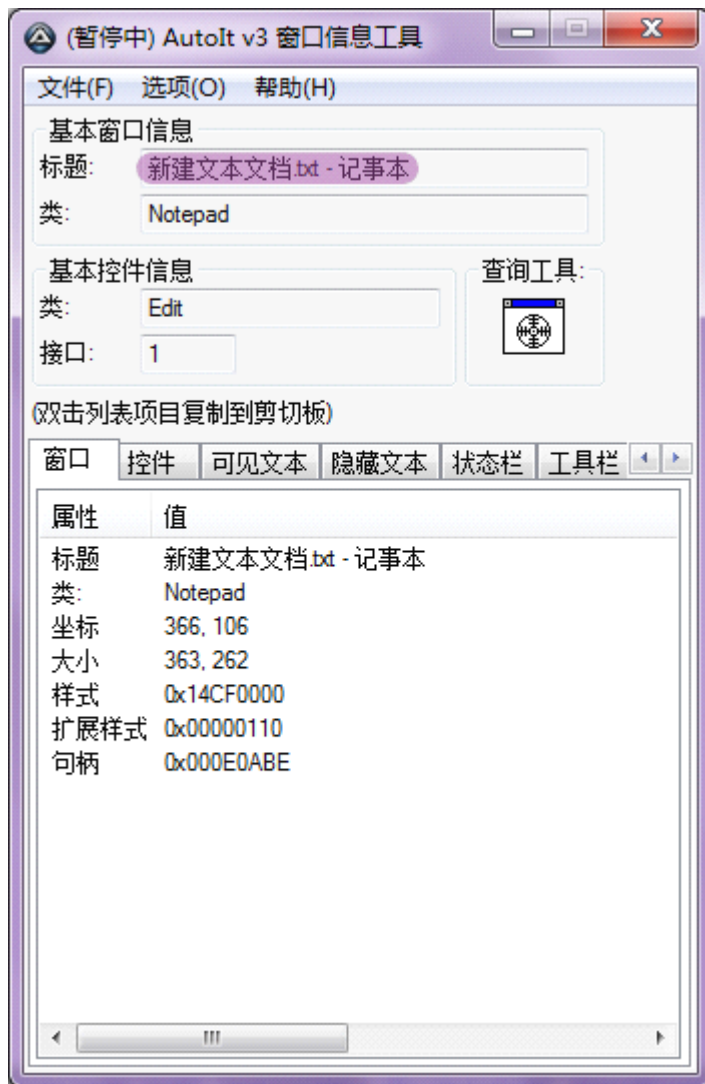 (暂停中) AutoIt v3 窗口信息工具
文件(F) 选项(O) 帮助(H)
基本窗口信息
标题: 新建文本文档.txt - 记事本
类: Notepad
基本控件信息
类: Edit
接口: 1
查询工具:
(双击列表项目复制到剪切板)
窗口 控件 可见文本 隐藏文本 状态栏 工具栏
属性 值
标题 新建文本文档.txt - 记事本
类: Notepad
坐标 366, 106
大小 363, 262
样式 0x14CF0000
扩展样式 0x00000110
句柄 0x000E0ABE